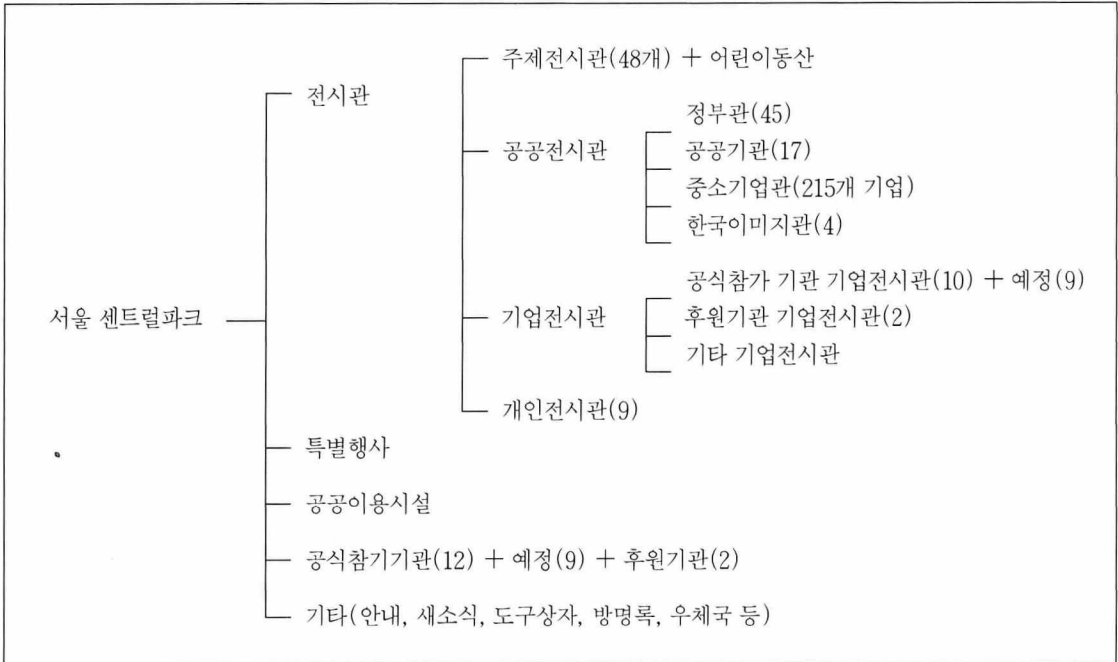 주제전시관(48개) + 어린이동산
전시관
정부관(45)
공공전시관
공공기관(17)
중소기업관(215개 기업)
한국이미지관(4)
공식참가 기관 기업전시관(10) + 예정(9)
서울 센트럴파크
기업전시관
후원기관 기업전시관(2)
기타 기업전시관
개인전시관(9)
특별행사
공공이용시설
공식참기기관(12) + 예정(9) + 후원기관(2)
기타(안내, 새소식, 도구상자, 방명록, 우체국 등)